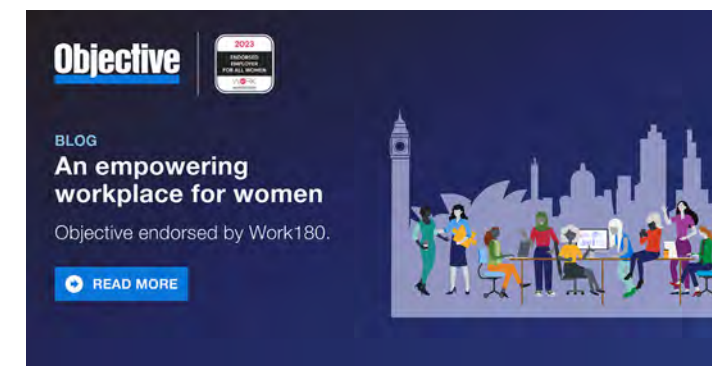 Objective
2023
ENDORSED
EMPLOYER
FOR ALL WOMEN
BLOG
An empowering
workplace for women
Objective endorsed by Work180.
READ MORE